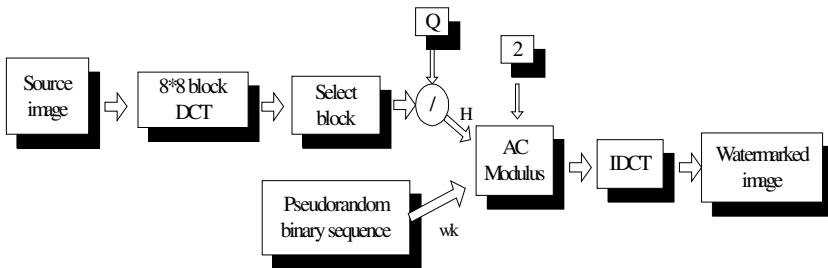 Q
2
Source
image
8*8 block
DCT
Select
block
/
H
AC
Modulus
IDCT
Watermarked
image
Pseudorandom
binary sequence
wk